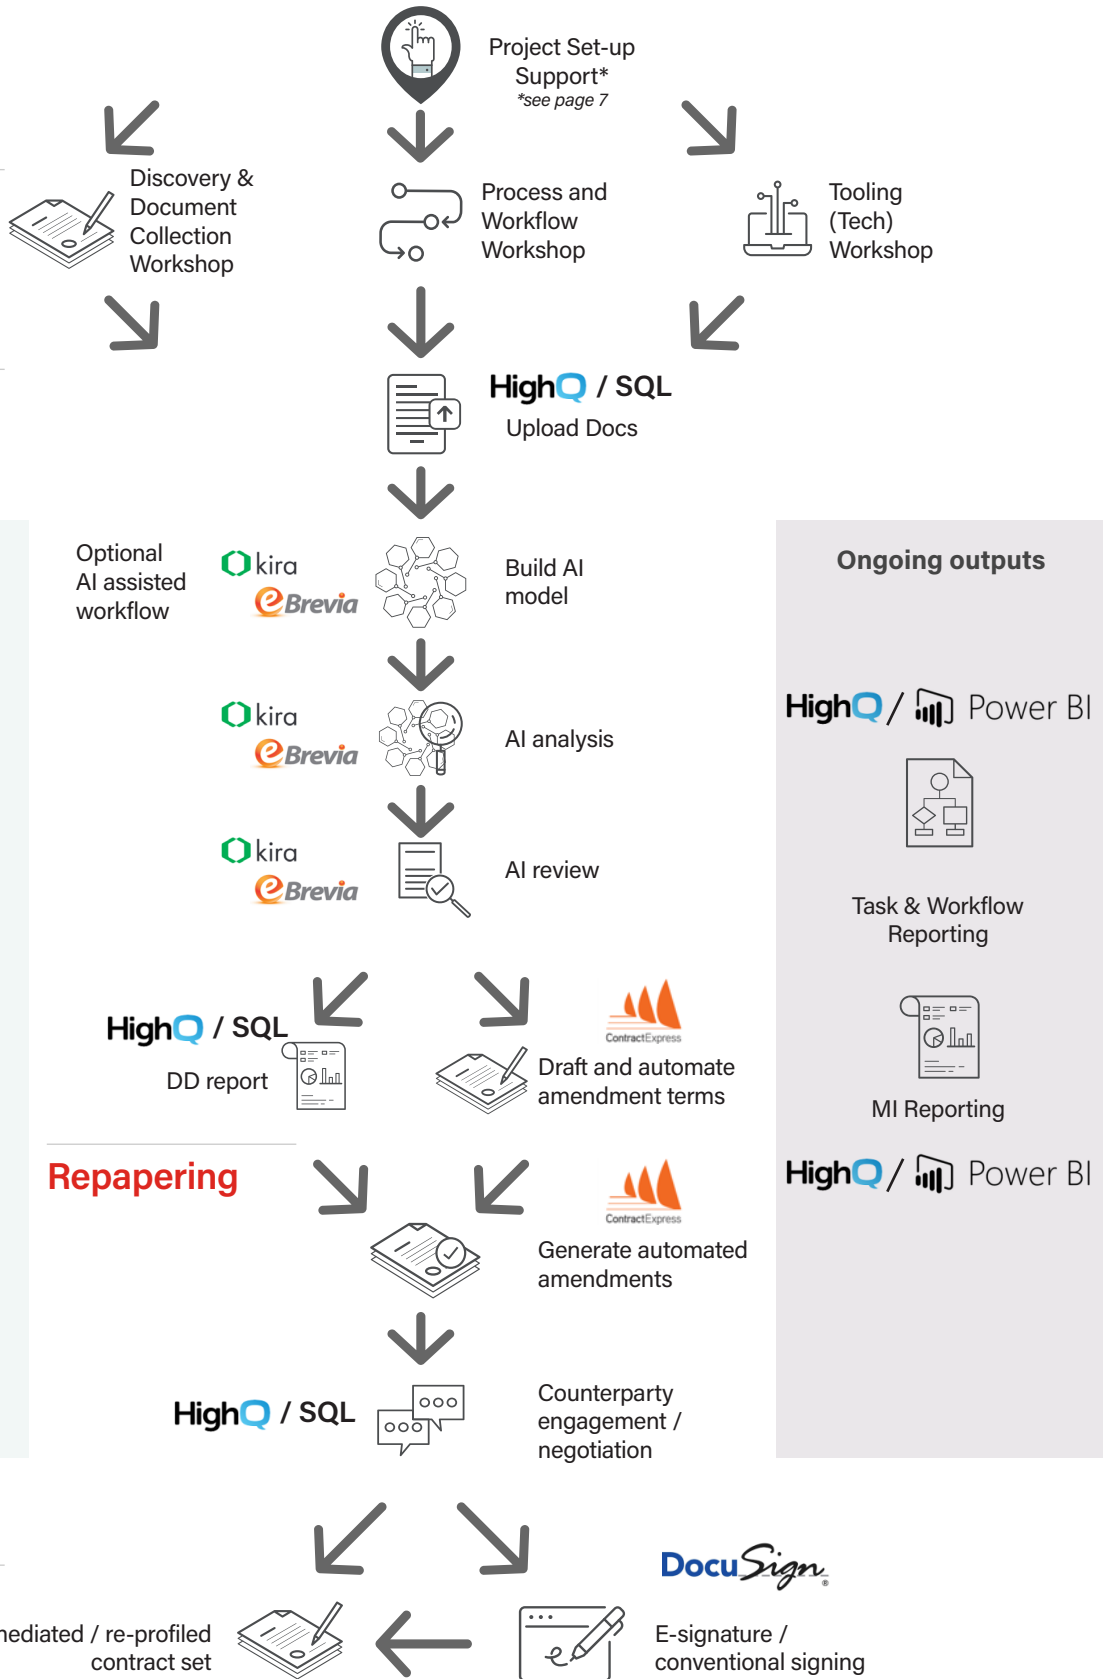 Project Set-up
Support*
*see page 7
Discovery &
Document
Collection
Workshop
Process and
Workflow
Workshop
Tooling
(Tech)
Workshop
HighQ / SQL
Upload Docs
Optional
AI assisted
workflow
kira
eBrevia
Build AI
model
kira
eBrevia
AI analysis
kira
eBrevia
AI review
Ongoing outputs
HighQ / Power BI
Task & Workflow
Reporting
MI Reporting
HighQ / Power BI
HighQ / SQL
DD report
ContractExpress
Draft and automate
amendment terms
Repapering
ContractExpress
Generate automated
amendments
HighQ / SQL
Counterparty
engagement /
negotiation
DocuSign®
E-signature /
conventional signing
mediated / re-profiled
contract set